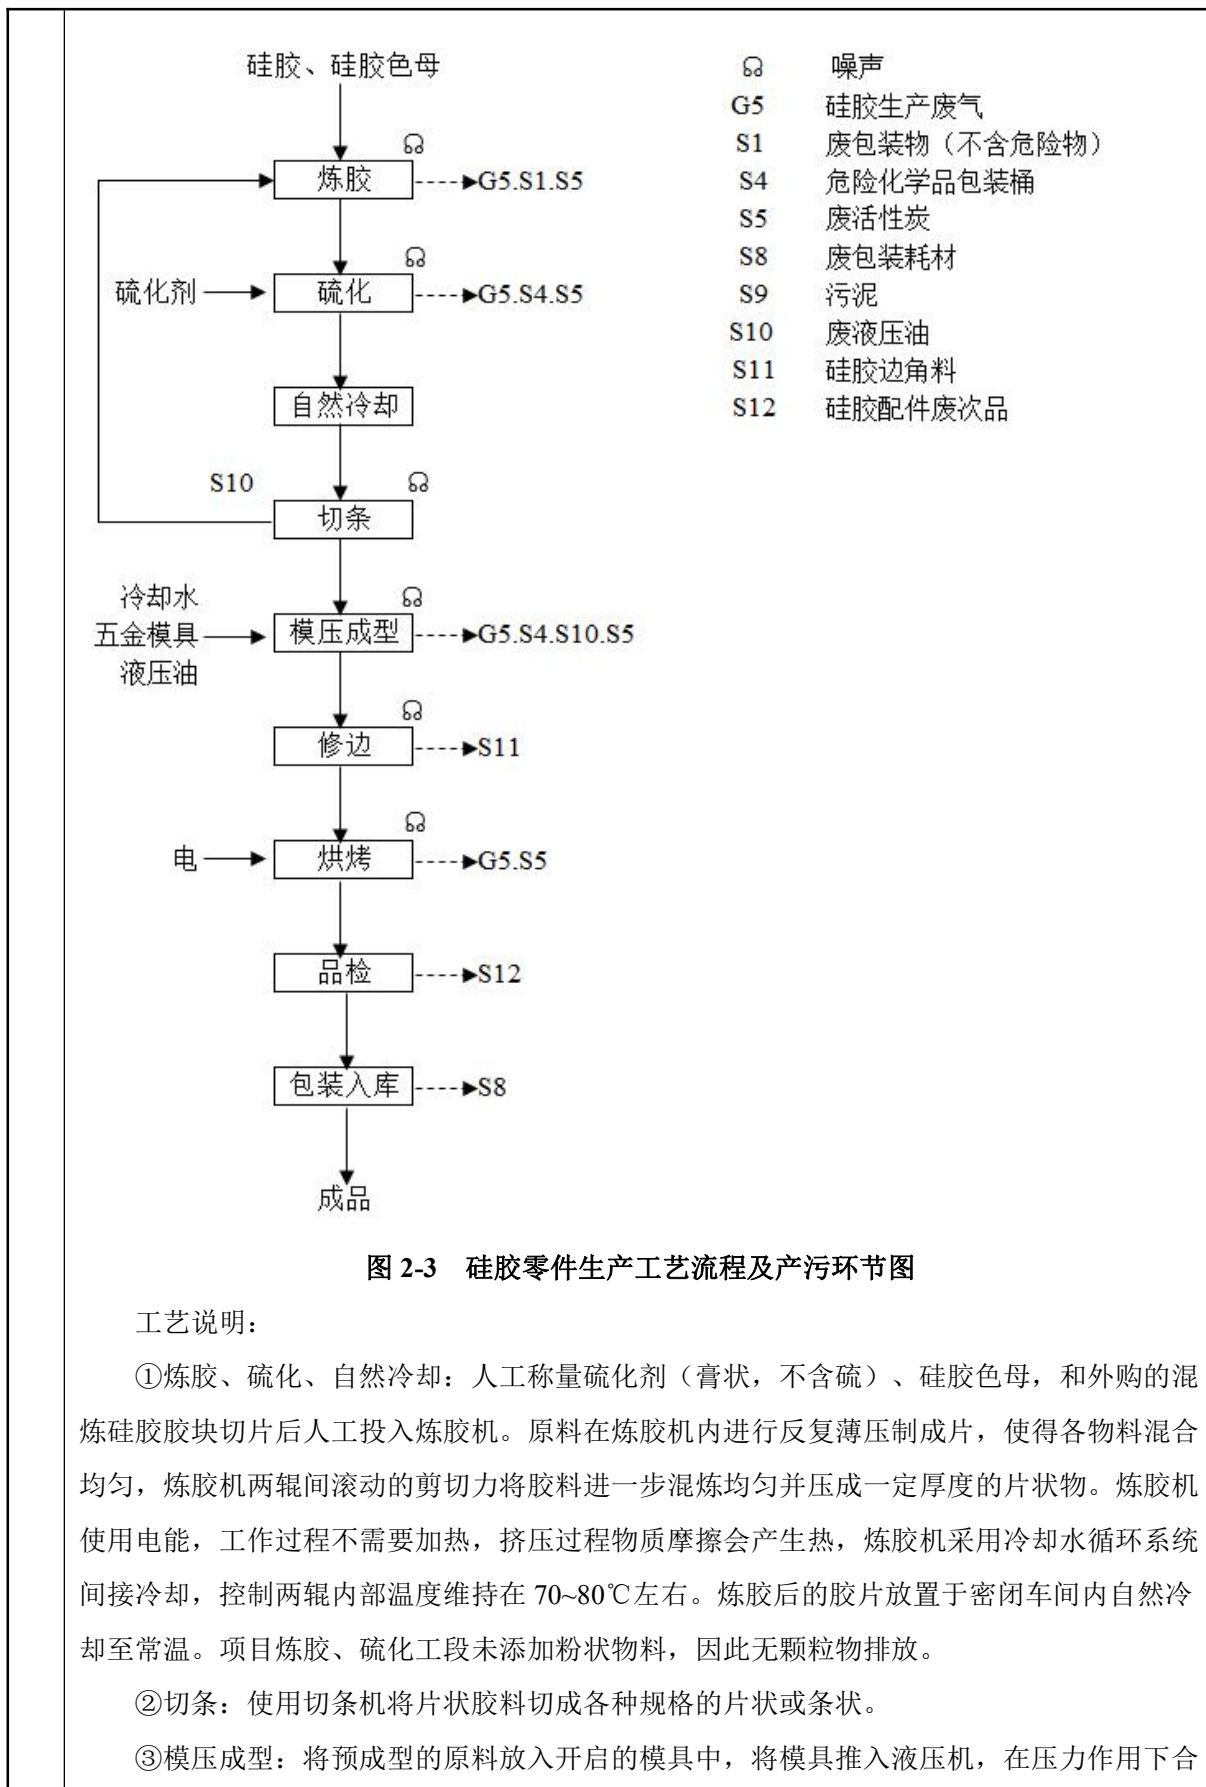 硅胶、硅胶色母
炼胶
G5.S1.S5
硫化剂
硫化
G5.S4.S5
自然冷却
S10
切条
冷却水
五金模具
液压油
模压成型
G5.S4.S10.S5
修边
S11
电
烘烤
G5.S5
品检
S12
包装入库
S8
成品
噪声
G5 硅胶生产废气
S1 废包装物（不含危险物）
S4 危险化学品包装桶
S5 废活性炭
S8 废包装耗材
S9 污泥
S10 废液压油
S11 硅胶边角料
S12 硅胶配件废次品
图 2-3 硅胶零件生产工艺流程及产污环节图
工艺说明：
①炼胶、硫化、自然冷却：人工称量硫化剂（膏状，不含硫）、硅胶色母，和外购的混
炼硅胶胶块切片后人工投入炼胶机。原料在炼胶机内进行反复薄压制成片，使得各物料混合
均匀，炼胶机两辊间滚动的剪切力将胶料进一步混炼均匀并压成一定厚度的片状物。炼胶机
使用电能，工作过程不需要加热，挤压过程物质摩擦会产生热，炼胶机采用冷却水循环系统
间接冷却，控制两辊内部温度维持在 70~80℃左右。炼胶后的胶片放置于密闭车间内自然冷
却至常温。项目炼胶、硫化工段未添加粉状物料，因此无颗粒物排放。
②切条：使用切条机将片状胶料切成各种规格的片状或条状。
③模压成型：将预成型的原料放入开启的模具中，将模具推入液压机，在压力作用下合